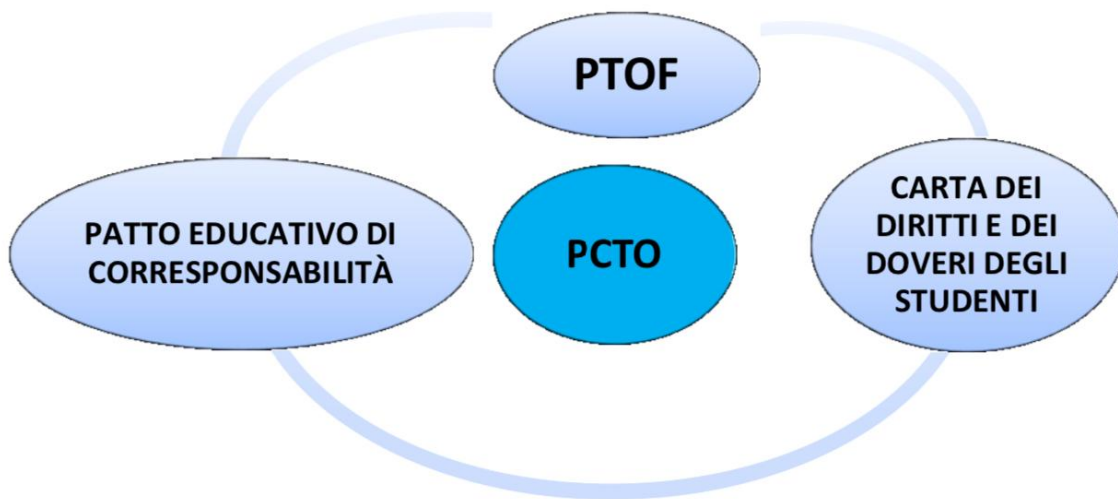 PTOF
PATTO EDUCATIVO DI
CORRESPONSABILITÀ
PCTO
CARTA DEI
DIRITTI E DEI
DOVERI DEGLI
STUDENTI